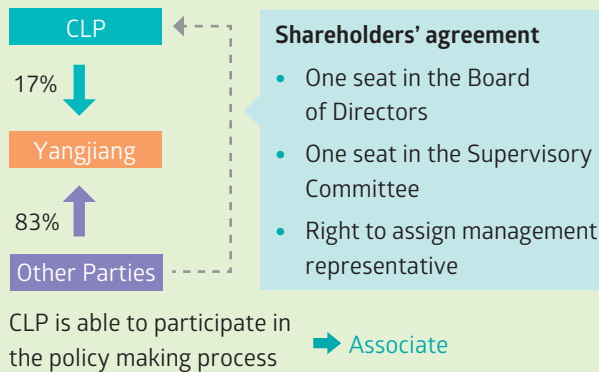 CLP
17%
Yangjiang
83%
Other Parties
Shareholders’ agreement
• One seat in the Board
of Directors
• One seat in the Supervisory
Committee
• Right to assign management
representative
CLP is able to participate in
the policy making process
Associate